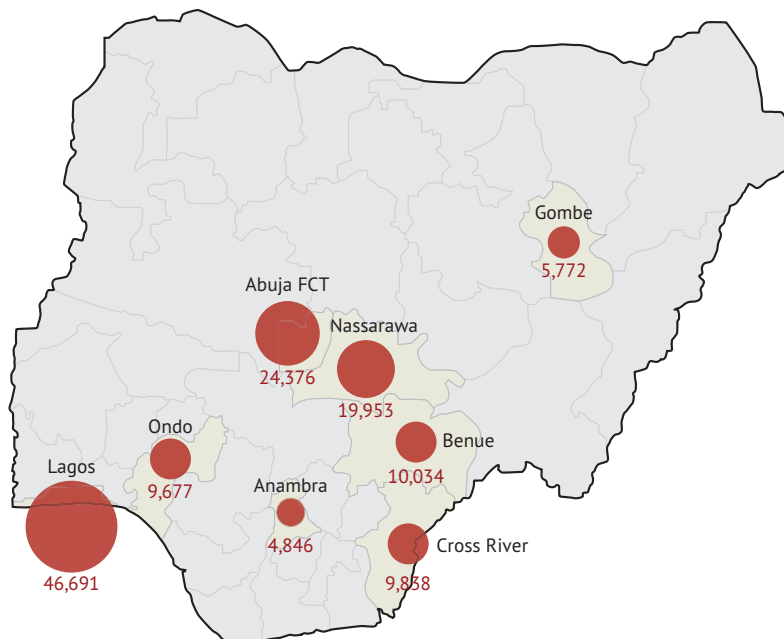 Gombe
5,772
Abuja FCT
24,376
Nassarawa
19,953
Ondo
9,677
Benue
10,034
Lagos
46,691
Anambra
4,846
Cross River
9,838